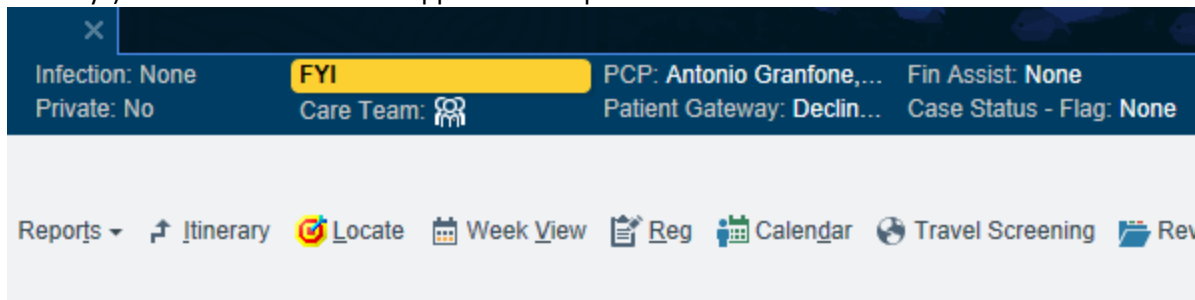 Infection: None FYI PCP: Antonio Granfone,... Fin Assist: None
Private: No Care Team: Patient Gateway: Declin... Case Status - Flag: None
Reports Itinerary Locate Week View Reg Calendar Travel Screening Rev